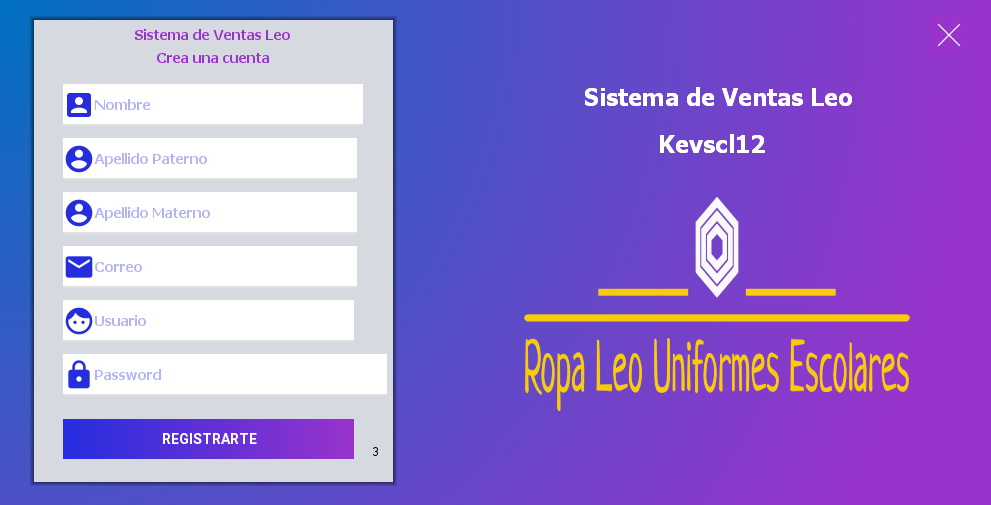 Sistema de Ventas Leo
Crea una cuenta
Nombre
Apellido Paterno
Apellido Materno
Correo
Usuario
Password
REGISTRARTE
3
Sistema de Ventas Leo
Kevscl12
Ropa Leo Uniformes Escolares